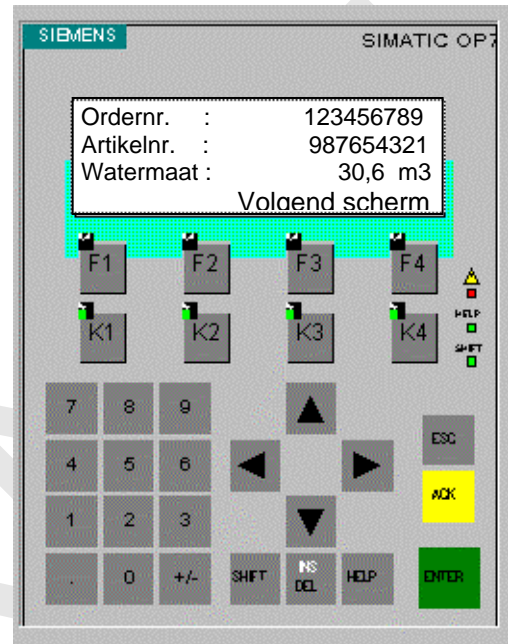 SIEMENS SIMATIC OP7
Ordernr. : 123456789
Artikelnr. : 987654321
Watermaat : 30,6 m3
Volgend scherm
F1 F2 F3 F4
K1 K2 K3 K4
HELP
SHIFT
7 8 9
ESC
4 5 6
ACK
1 2 3
. 0 +/- SHIFT INS DEL HELP ENTER